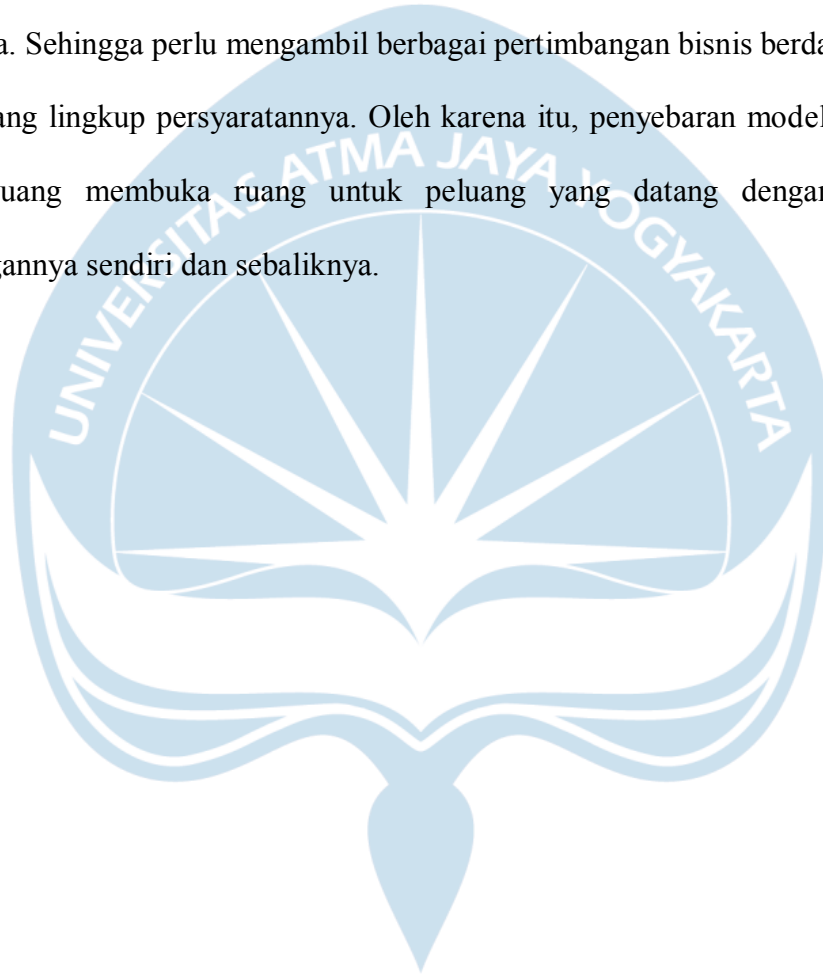 a. Sehingga perlu mengambil berbagai pertimbangan bisnis berda
ang lingkup persyaratannya. Oleh karena itu, penyebaran model
uang membuka ruang untuk peluang yang datang dengan
gannya sendiri dan sebaliknya.
UNIVERSITAS ATMA JAYA YOGYAKARTA